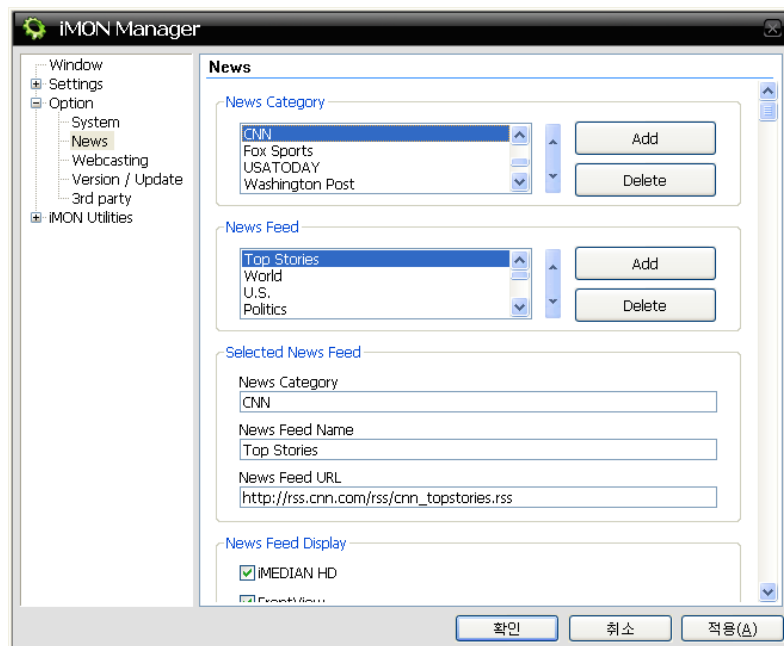 iMON Manager
Window
Settings
Option
System
News
Webcasting
Version / Update
3rd party
iMON Utilities
News
News Category
CNN
Fox Sports
USATODAY
Washington Post
Add
Delete
News Feed
Top Stories
World
U.S.
Politics
Add
Delete
Selected News Feed
News Category
CNN
News Feed Name
Top Stories
News Feed URL
http://rss.cnn.com/rss/cnn_topstories.rss
News Feed Display
iMEDIAN HD
FrontView
확인
취소
적용(A)